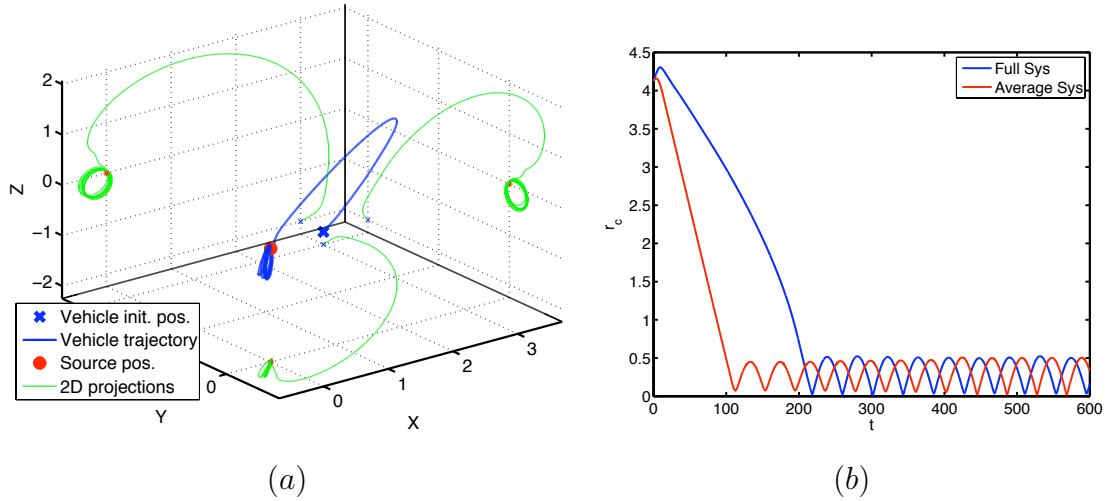 2
1
0
−1
−2
Z
Vehicle init. pos.
Vehicle trajectory
Source pos.
2D projections
0
Y
0
1
2
3
X
(a)
5
4.5
4
3.5
3
2.5
2
1.5
1
0.5
0
r_c
0
100
200
300
400
500
600
t
Full Sys
Average Sys
(b)